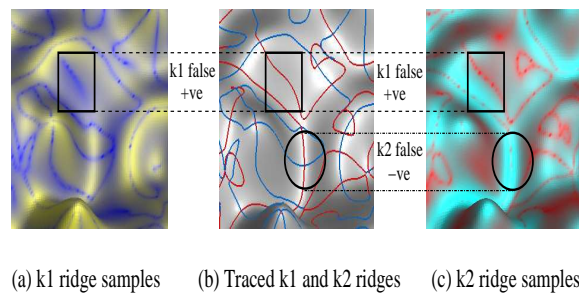 k1 false
+ve
k1 false
+ve
k2 false
−ve
(a) k1 ridge samples
(b) Traced k1 and k2 ridges
(c) k2 ridge samples